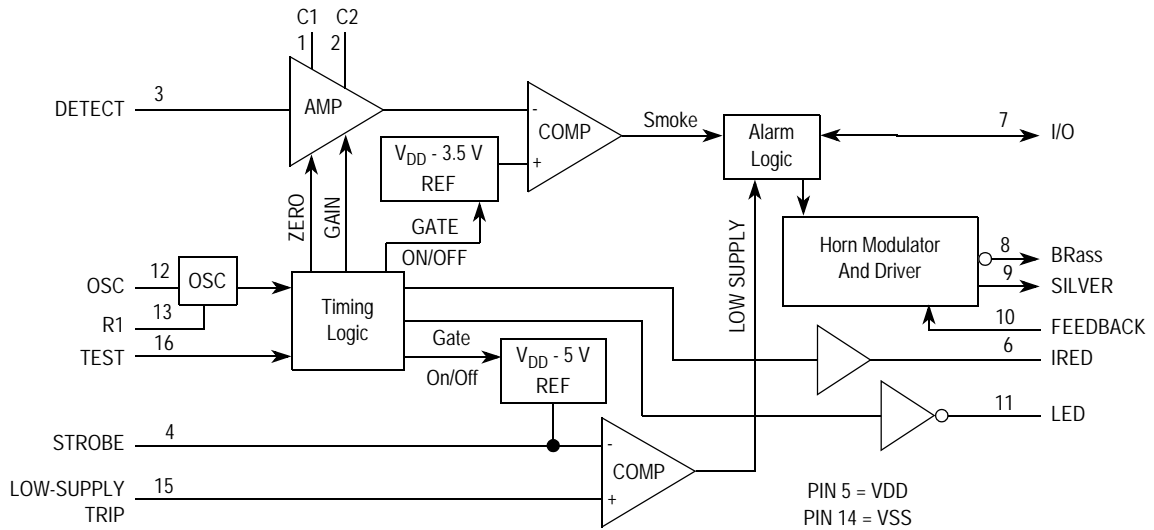 C1
C2
1
2
DETECT
3
AMP
-
COMP
+
Smoke
Alarm
Logic
7
I/O
VDD - 3.5 V
REF
ZERO
GAIN
GATE
ON/OFF
LOW SUPPLY
Horn Modulator
And Driver
8
BRass
9
SILVER
10
FEEDBACK
OSC
12
OSC
R1
13
TEST
16
Timing
Logic
Gate
On/Off
VDD - 5 V
REF
6
IRED
11
LED
STROBE
4
-
COMP
+
LOW-SUPPLY
TRIP
15
PIN 5 = VDD
PIN 14 = VSS